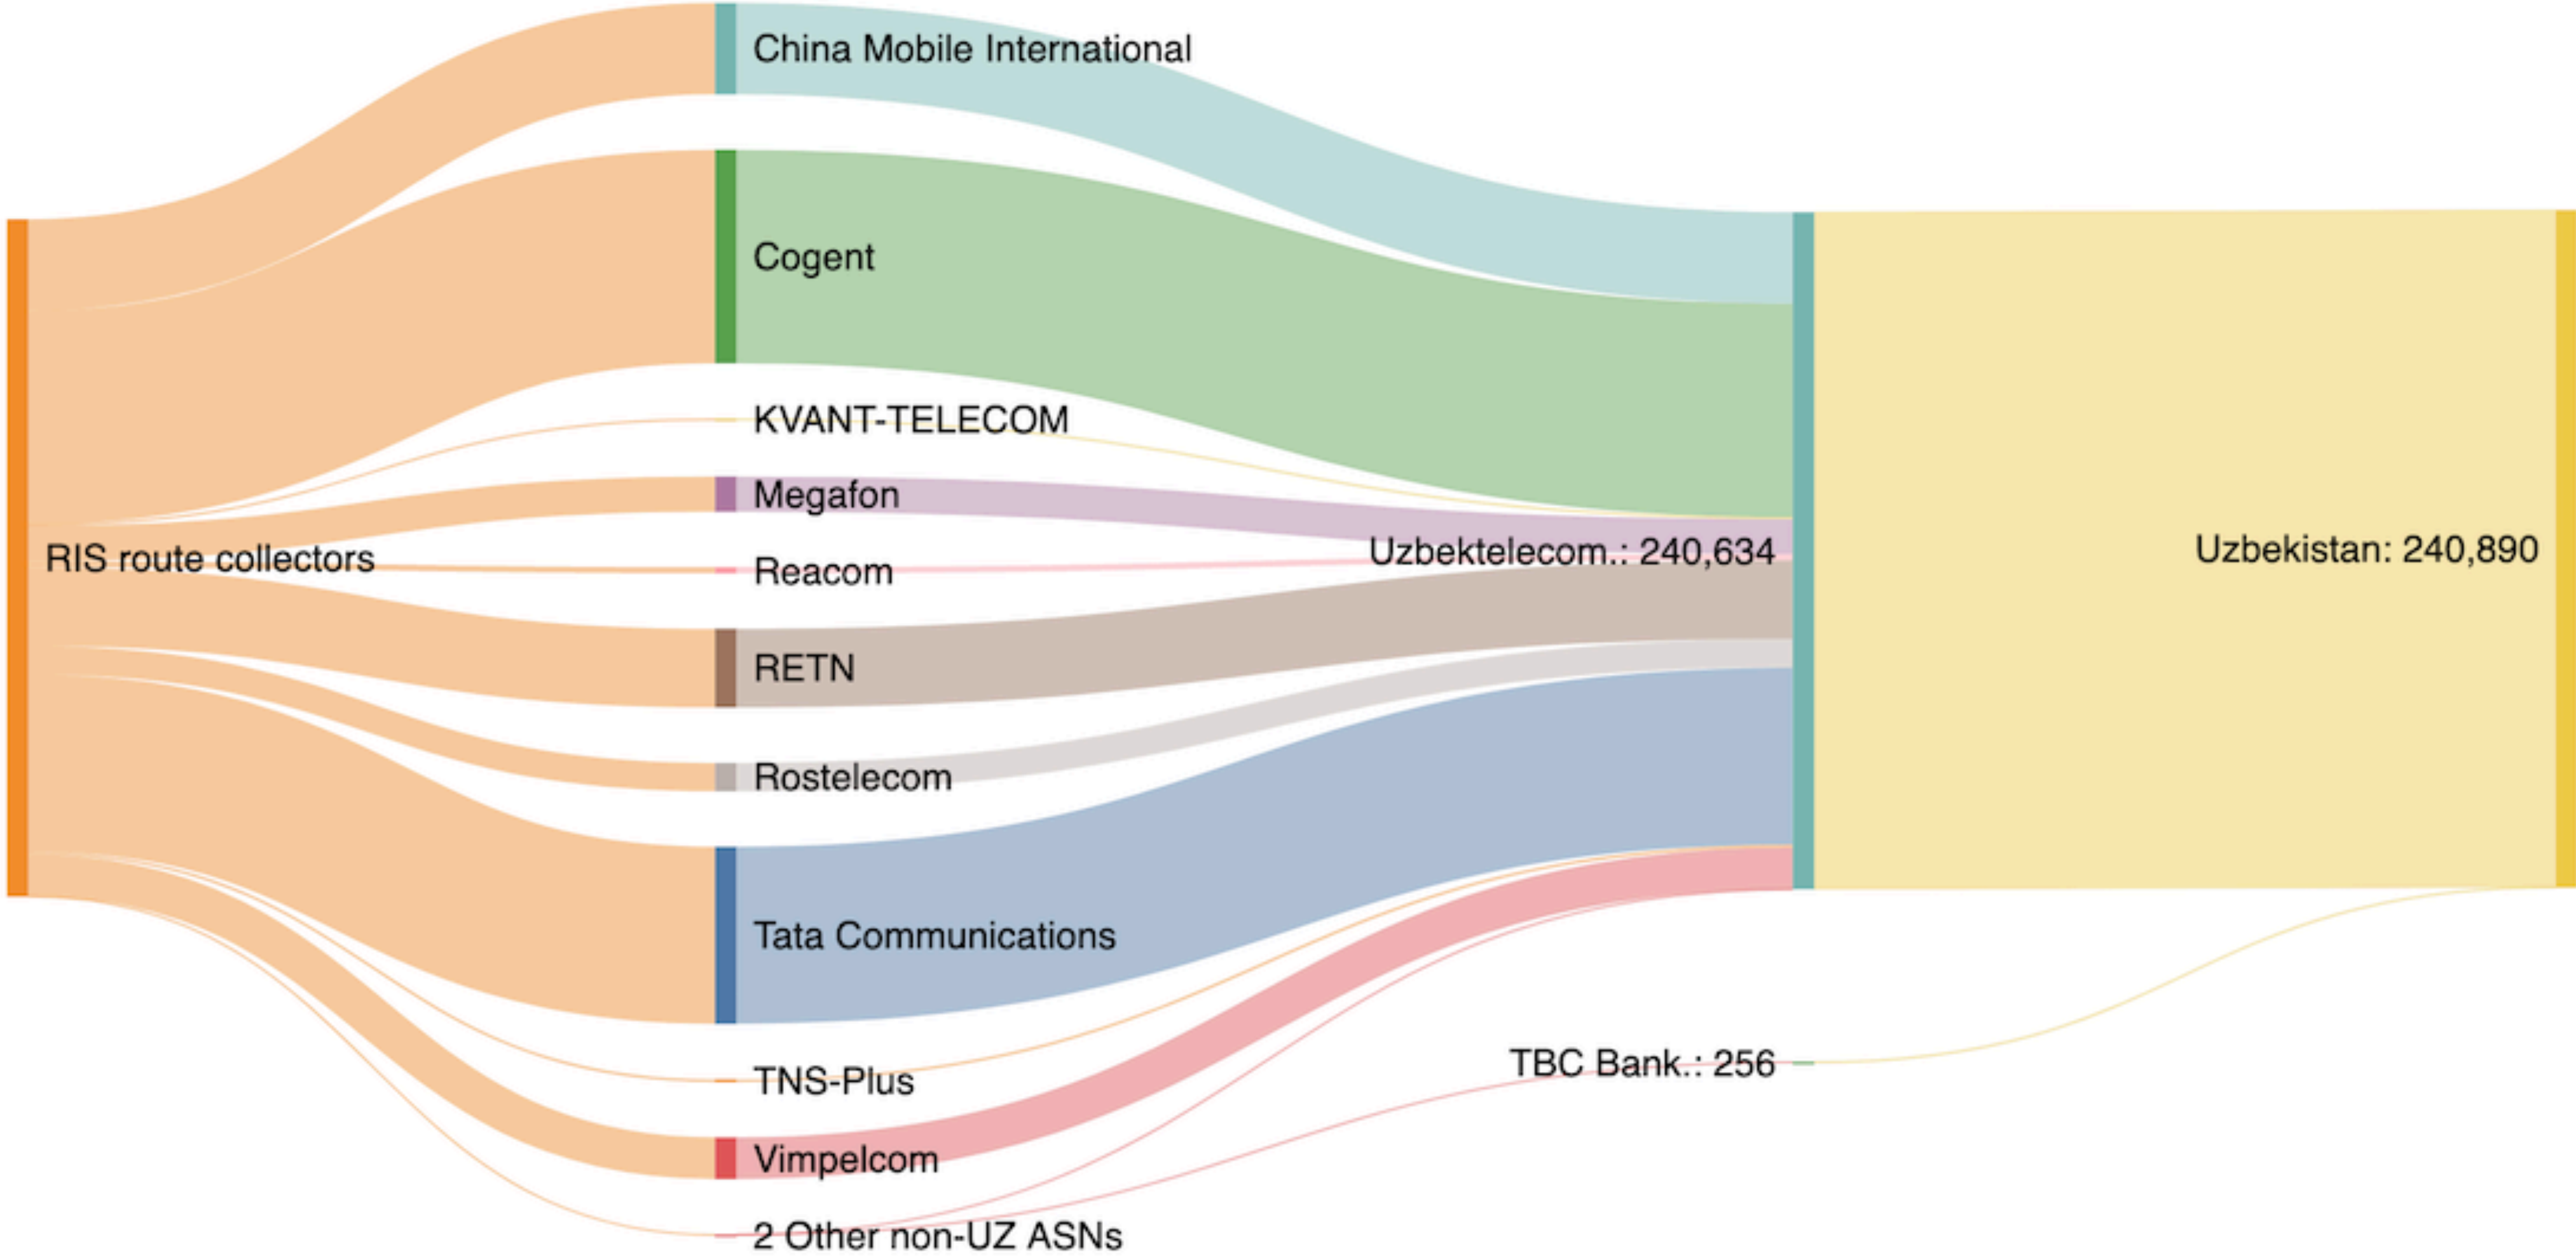 China Mobile International
Cogent
KVANT-TELECOM
Megafon
Uzbektelecom.: 240,634
Uzbekistan: 240,890
RIS route collectors
Reacom
RETN
Rostelecom
Tata Communications
TNS-Plus
TBC Bank.: 256
Vimpelcom
2 Other non-UZ ASNs